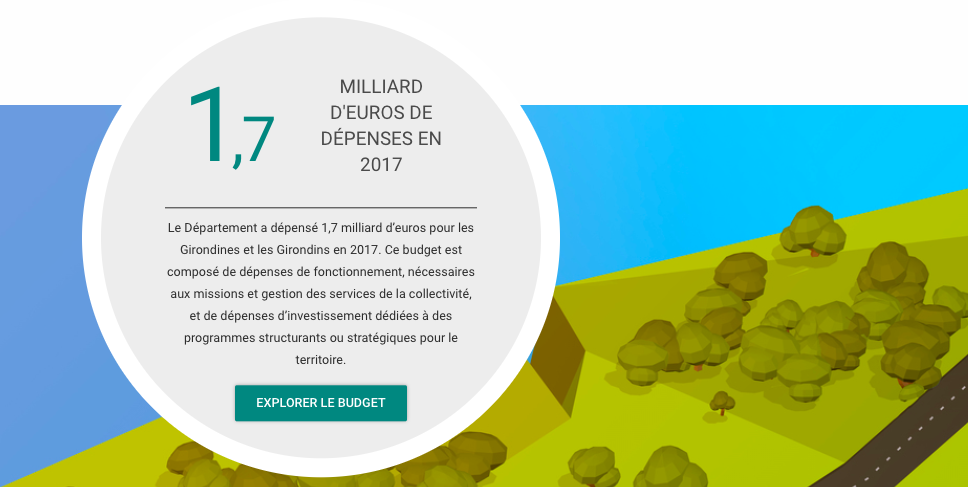 1,7
MILLIARD
D'EUROS DE
DÉPENSES EN
2017
Le Département a dépensé 1,7 milliard d’euros pour les
Girondines et les Girondins en 2017. Ce budget est
composé de dépenses de fonctionnement, nécessaires
aux missions et gestion des services de la collectivité,
et de dépenses d’investissement dédiées à des
programmes structurants ou stratégiques pour le
territoire.
EXPLORER LE BUDGET